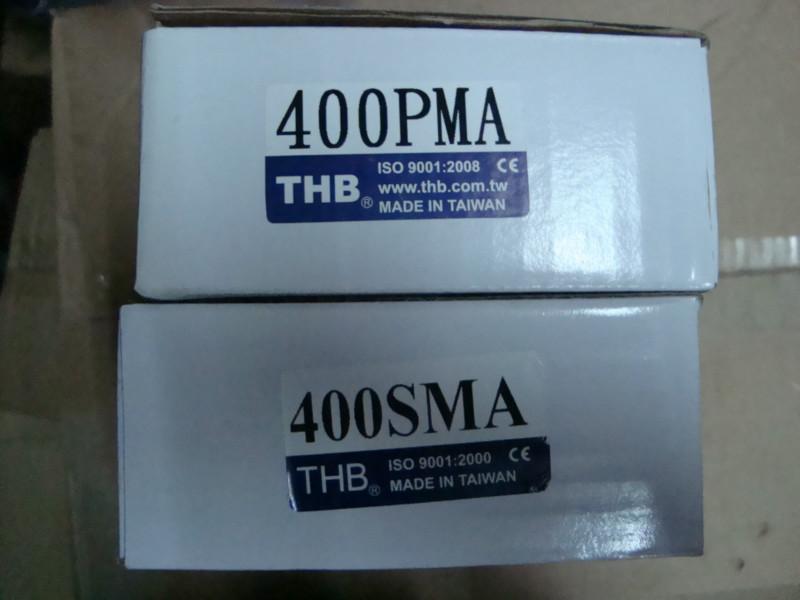 400PMA
THB® ISO 9001:2008 CE
www.thb.com.tw
MADE IN TAIWAN
400SMA
THB® ISO 9001:2000 CE
MADE IN TAIWAN